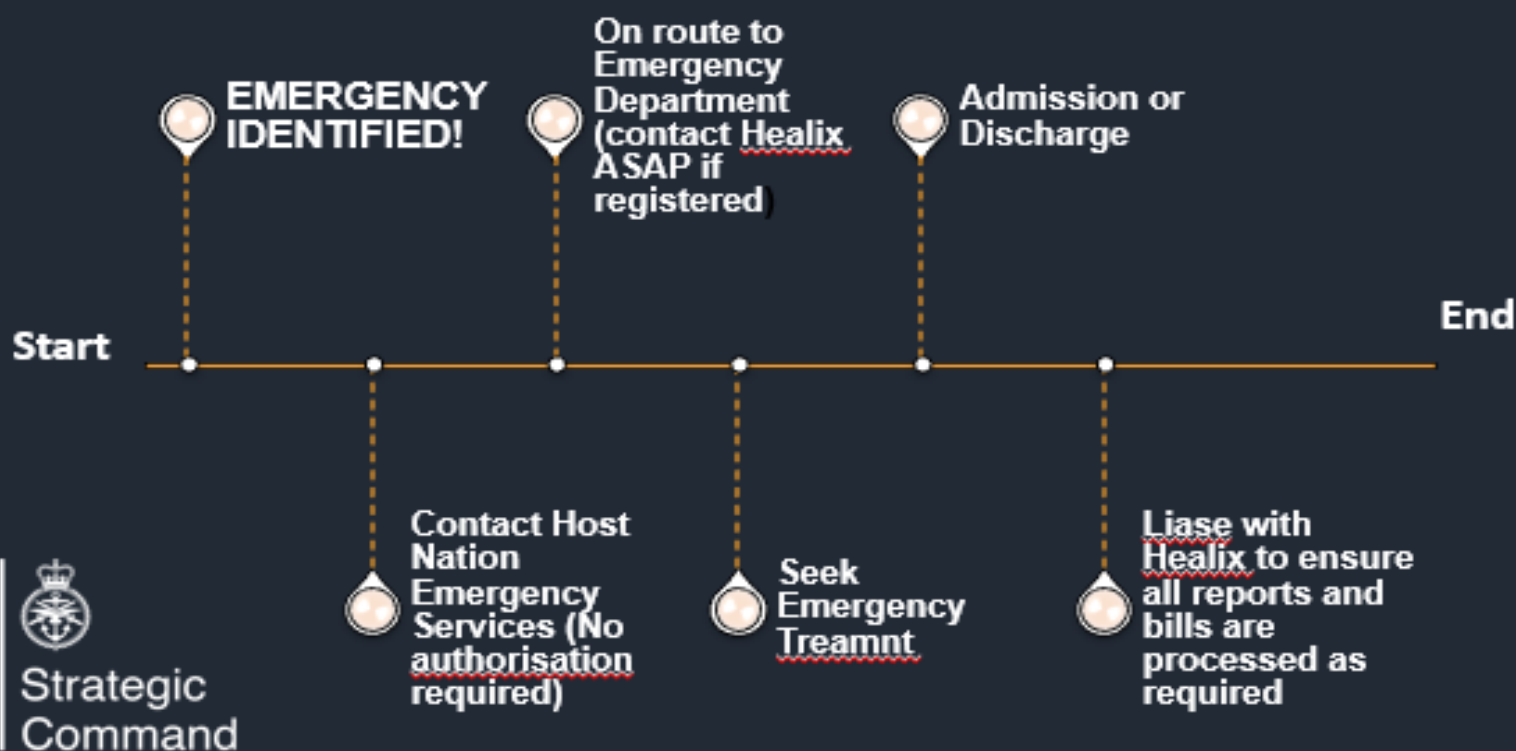 EMERGENCY
IDENTIFIED!
On route to
Emergency
Department
(contact Healix
ASAP if
registered)
Admission or
Discharge
Start
End
Contact Host
Nation
Emergency
Services (No
authorisation
required)
Seek
Emergency
Treamnt
Liase with
Healix to ensure
all reports and
bills are
processed as
required
Strategic
Command